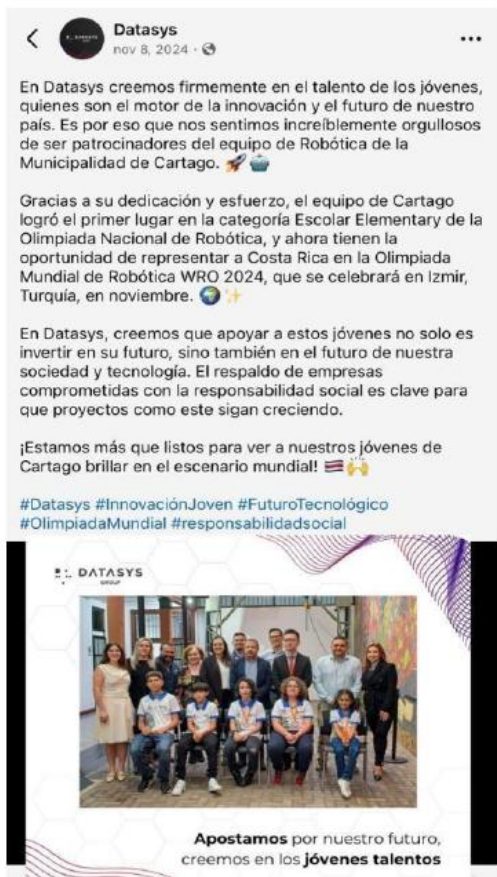 Datasys
nov 8, 2024 ·
En Datasys creemos firmemente en el talento de los jóvenes,
quienes son el motor de la innovación y el futuro de nuestro
país. Es por eso que nos sentimos increíblemente orgullosos
de ser patrocinadores del equipo de Robótica de la
Municipalidad de Cartago. 🚀🤖
Gracias a su dedicación y esfuerzo, el equipo de Cartago
logró el primer lugar en la categoría Escolar Elementary de la
Olimpiada Nacional de Robótica, y ahora tienen la
oportunidad de representar a Costa Rica en la Olimpiada
Mundial de Robótica WRO 2024, que se celebrará en Izmir,
Turquía, en noviembre. 🌍✨
En Datasys, creemos que apoyar a estos jóvenes no solo es
invertir en su futuro, sino también en el futuro de nuestra
sociedad y tecnología. El respaldo de empresas
comprometidas con la responsabilidad social es clave para
que proyectos como este sigan creciendo.
¡Estamos más que listos para ver a nuestros jóvenes de
Cartago brillar en el escenario mundial! 🇨🇷🙌
#Datasys #InnovaciónJoven #FuturoTecnológico
#OlimpiadaMundial #responsabilidadsocial
DATASYS
GROUP
Apostamos por nuestro futuro,
creemos en los jóvenes talentos